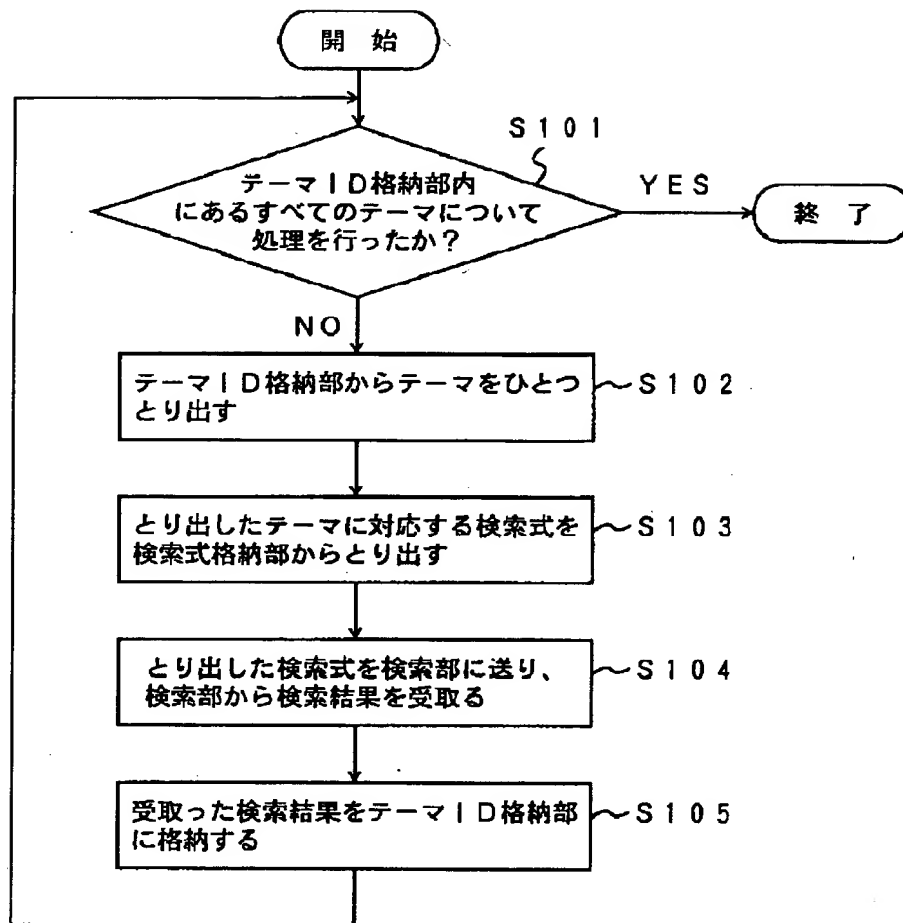 開 始
S101
テーマID格納部内
にあるすべてのテーマについて
処理を行ったか?
YES
終 了
NO
テーマID格納部からテーマをひとつ
とり出す
S102
とり出したテーマに対応する検索式を
検索式格納部からとり出す
S103
とり出した検索式を検索部に送り、
検索部から検索結果を受取る
S104
受取った検索結果をテーマID格納部
に格納する
S105